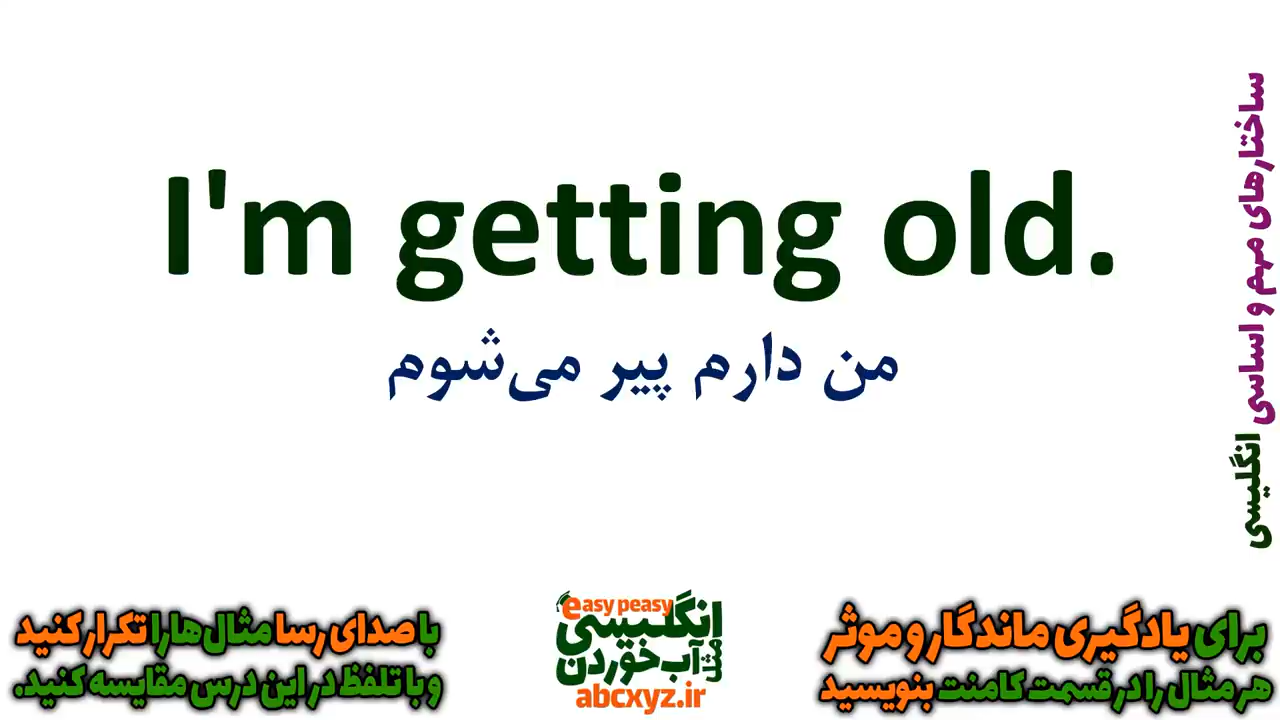 I'm getting old.
من دارم پیر می‌شوم
ساختارهای مهم و اساسی انگلیسی
برای یادگیری ماندگار و موثر
هر مثال را در قسمت کامنت بنویسید
easy peasy
انگلیسی
مثل آب خوردن
abcxyz.ir
با صدای رسا مثال‌ها را تکرار کنید
و با تلفظ در این درس مقایسه کنید.